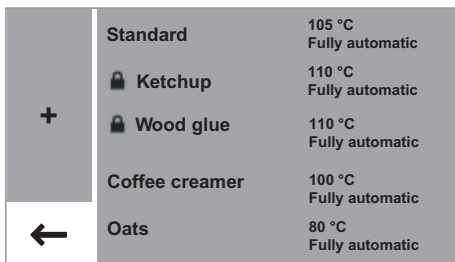 Standard 105 °C
Fully automatic
Ketchup 110 °C
Fully automatic
+
Wood glue 110 °C
Fully automatic
Coffee creamer 100 °C
Fully automatic
Oats 80 °C
Fully automatic